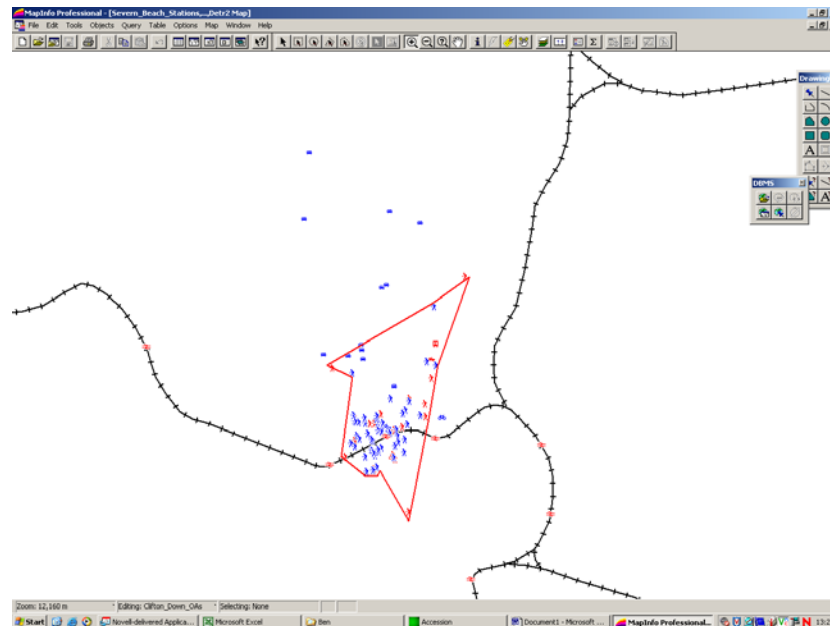 MapInfo Professional - [Severn_Beach_Stations,...,Detr2 Map]
File Edit Tools Objects Query Table Options Map Window Help
Drawing
DBMS
Zoom: 12,160 m Editing: Clifton_Down_OAs Selecting: None
Start Novell-delivered Applica... Microsoft Excel Ben Accession Document1 - Microsoft ... MapInfo Professional...